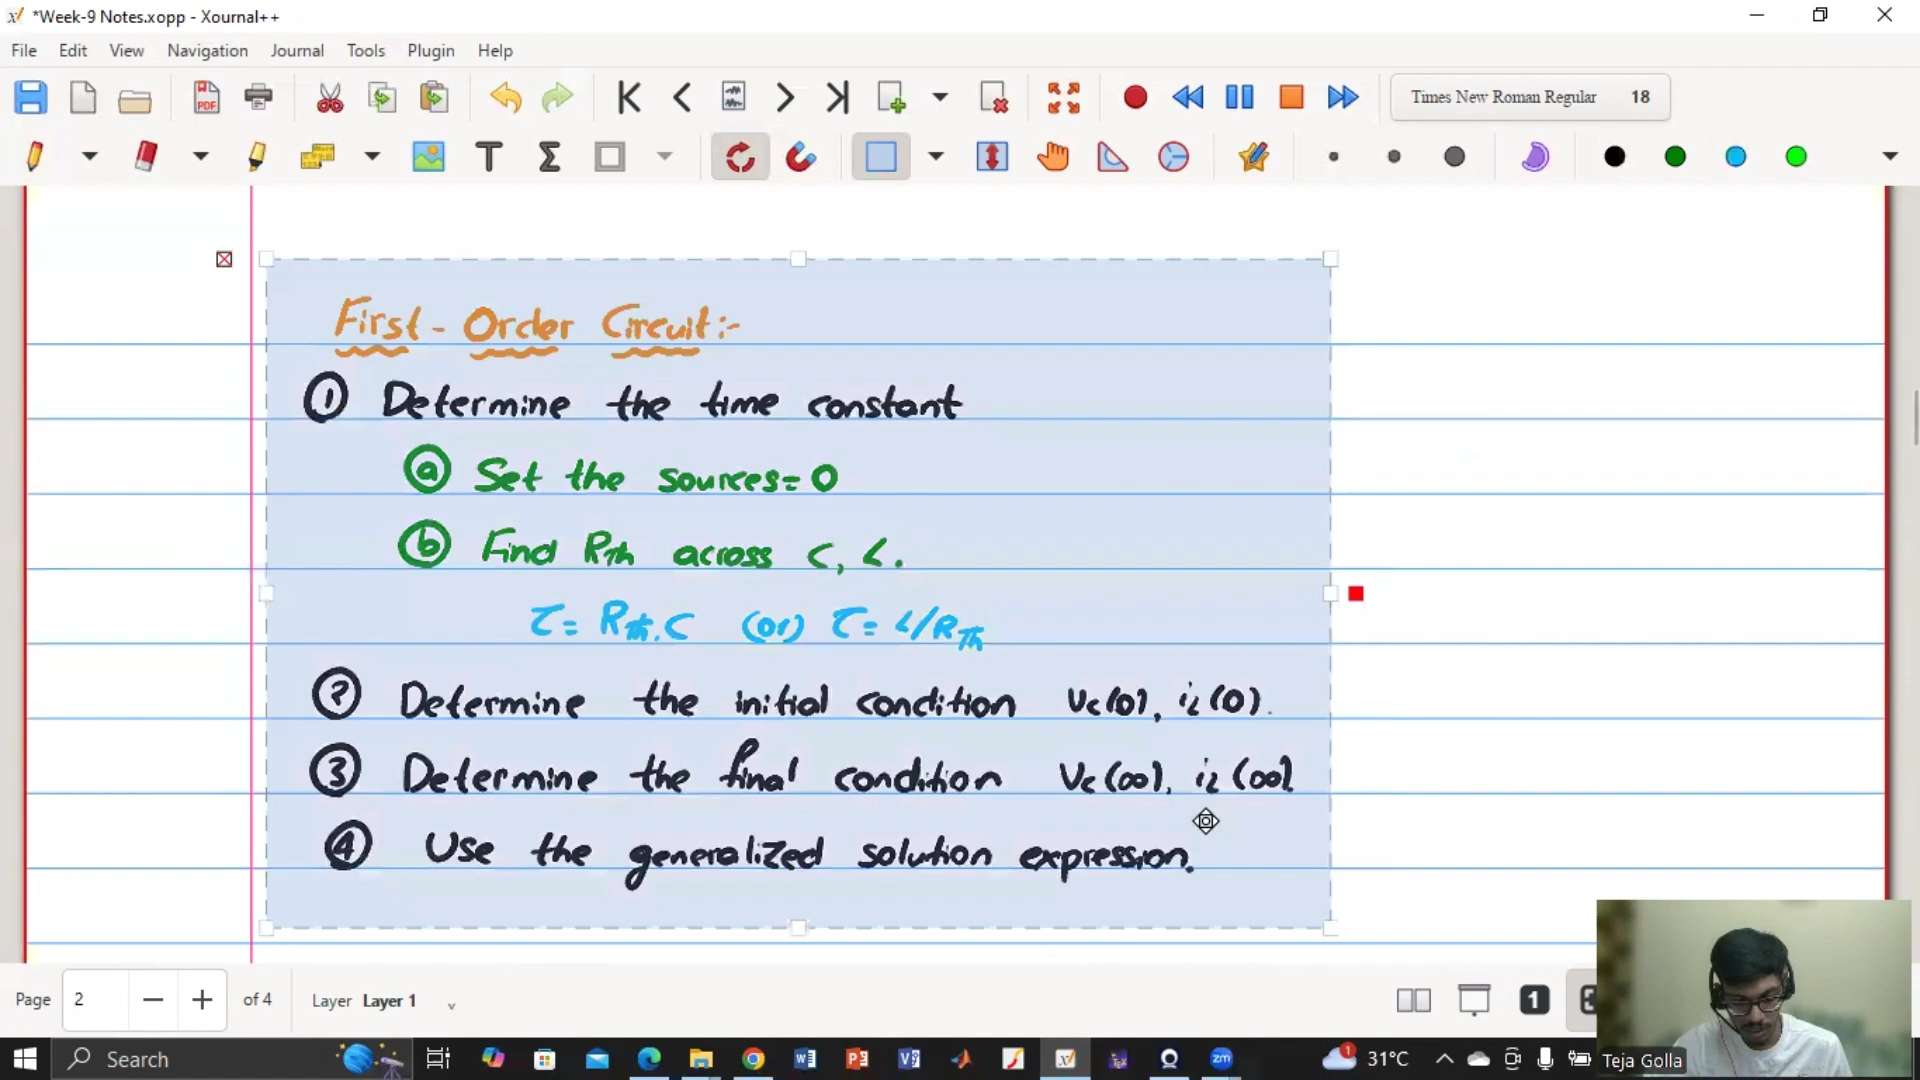 *Week-9 Notes.xopp - Xournal++
File Edit View Navigation Journal Tools Plugin Help
Times New Roman Regular 18
First-Order Circuit:-
① Determine the time constant
ⓐ Set the sources=0
ⓑ Find RTh across C, L.
τ= Rth.C (or) τ= L/RTh
② Determine the initial condition Vc(0), iL(0).
③ Determine the final condition Vc(∞), iL(∞)
④ Use the generalized solution expression.
Page 2 of 4 Layer Layer 1
1
Teja Golla
Search
31°C